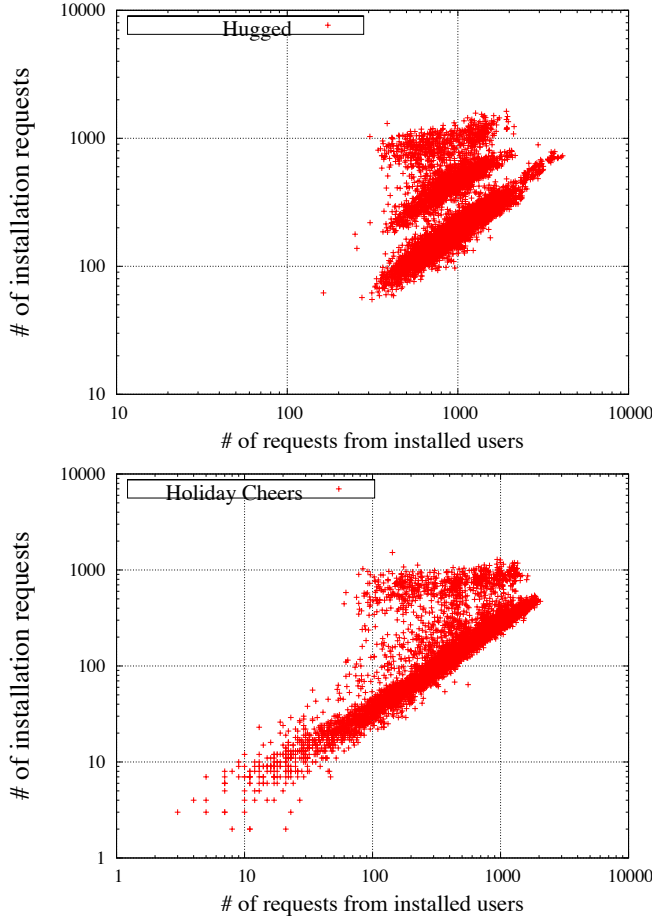 10000
Hugged
1000
100
10
10 100 1000 10000
# of installation requests
# of requests from installed users
10000
Holiday Cheers
1000
100
10
1
1 10 100 1000 10000
# of installation requests
# of requests from installed users